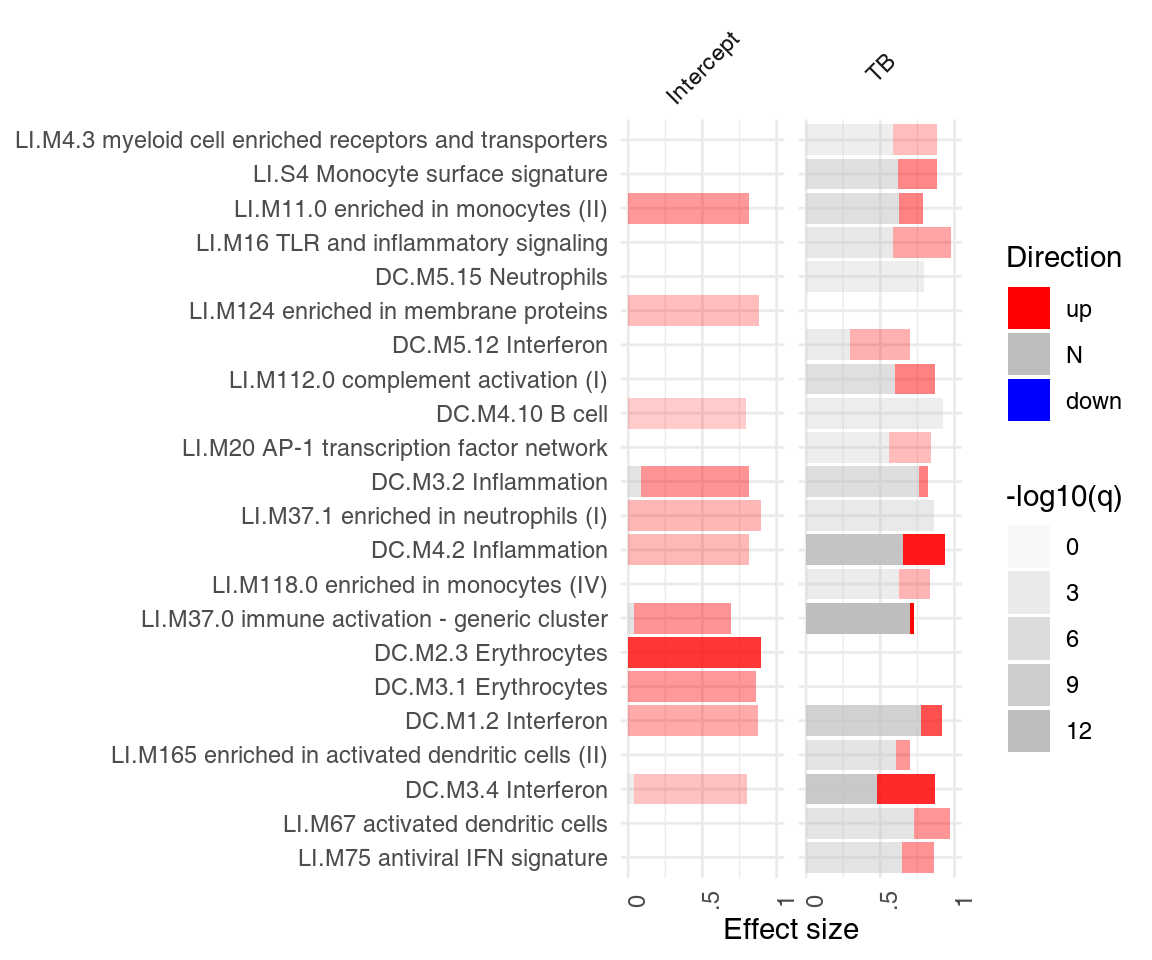 Intercept
TB
LI.M4.3 myeloid cell enriched receptors and transporters
LI.S4 Monocyte surface signature
LI.M11.0 enriched in monocytes (II)
LI.M16 TLR and inflammatory signaling
DC.M5.15 Neutrophils
LI.M124 enriched in membrane proteins
DC.M5.12 Interferon
LI.M112.0 complement activation (I)
DC.M4.10 B cell
LI.M20 AP-1 transcription factor network
DC.M3.2 Inflammation
LI.M37.1 enriched in neutrophils (I)
DC.M4.2 Inflammation
LI.M118.0 enriched in monocytes (IV)
LI.M37.0 immune activation - generic cluster
DC.M2.3 Erythrocytes
DC.M3.1 Erythrocytes
DC.M1.2 Interferon
LI.M165 enriched in activated dendritic cells (II)
DC.M3.4 Interferon
LI.M67 activated dendritic cells
LI.M75 antiviral IFN signature
0 .5 1 0 .5 1
Effect size
Direction
up
N
down
-log10(q)
0
3
6
9
12